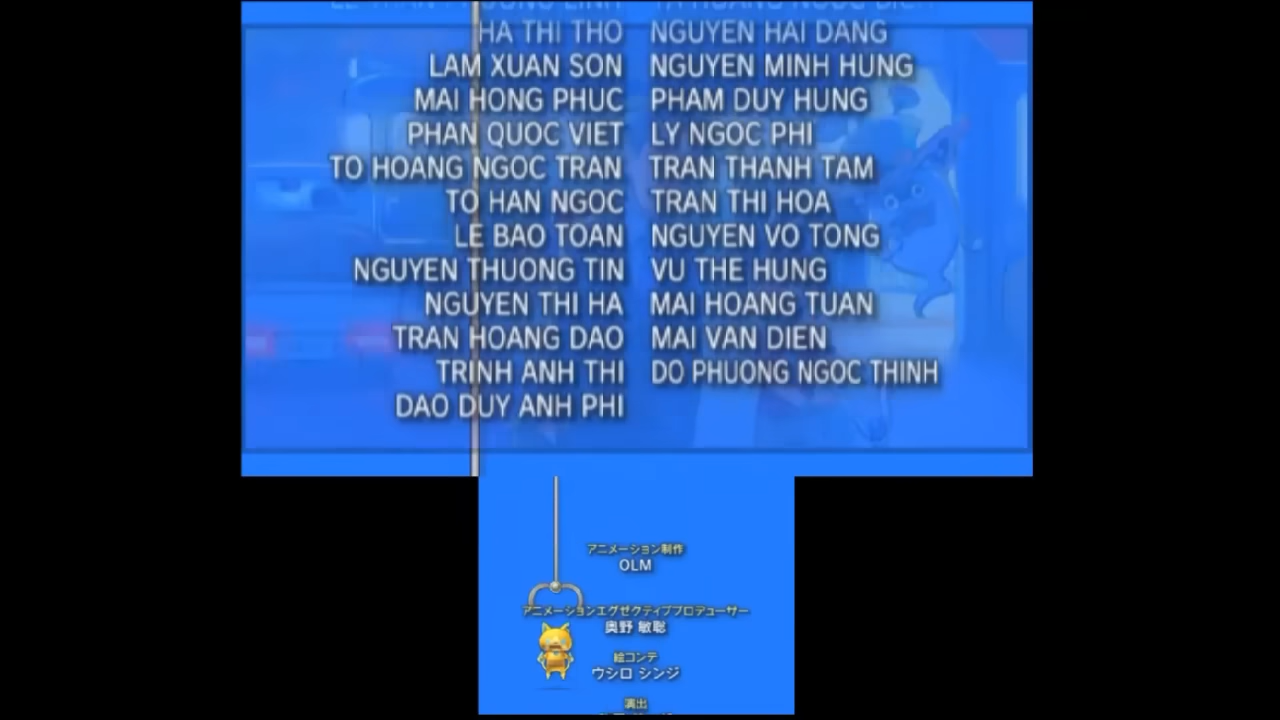 HA THI THO NGUYEN HAI DANG
LAM XUAN SON NGUYEN MINH HUNG
MAI HONG PHUC PHAM DUY HUNG
PHAN QUOC VIET LY NGOC PHI
TO HOANG NGOC TRAN TRAN THANH TAM
TO HAN NGOC TRAN THI HOA
LE BAO TOAN NGUYEN VO TONG
NGUYEN THUONG TIN VU THE HUNG
NGUYEN THI HA MAI HOANG TUAN
TRAN HOANG DAO MAI VAN DIEN
TRINH ANH THI DO PHUONG NGOC THINH
DAO DUY ANH PHI
アニメーション制作
OLM
アニメーションエグゼクティブプロデューサー
奥野 敏聡
絵コンテ
ウシロ シンジ
演出